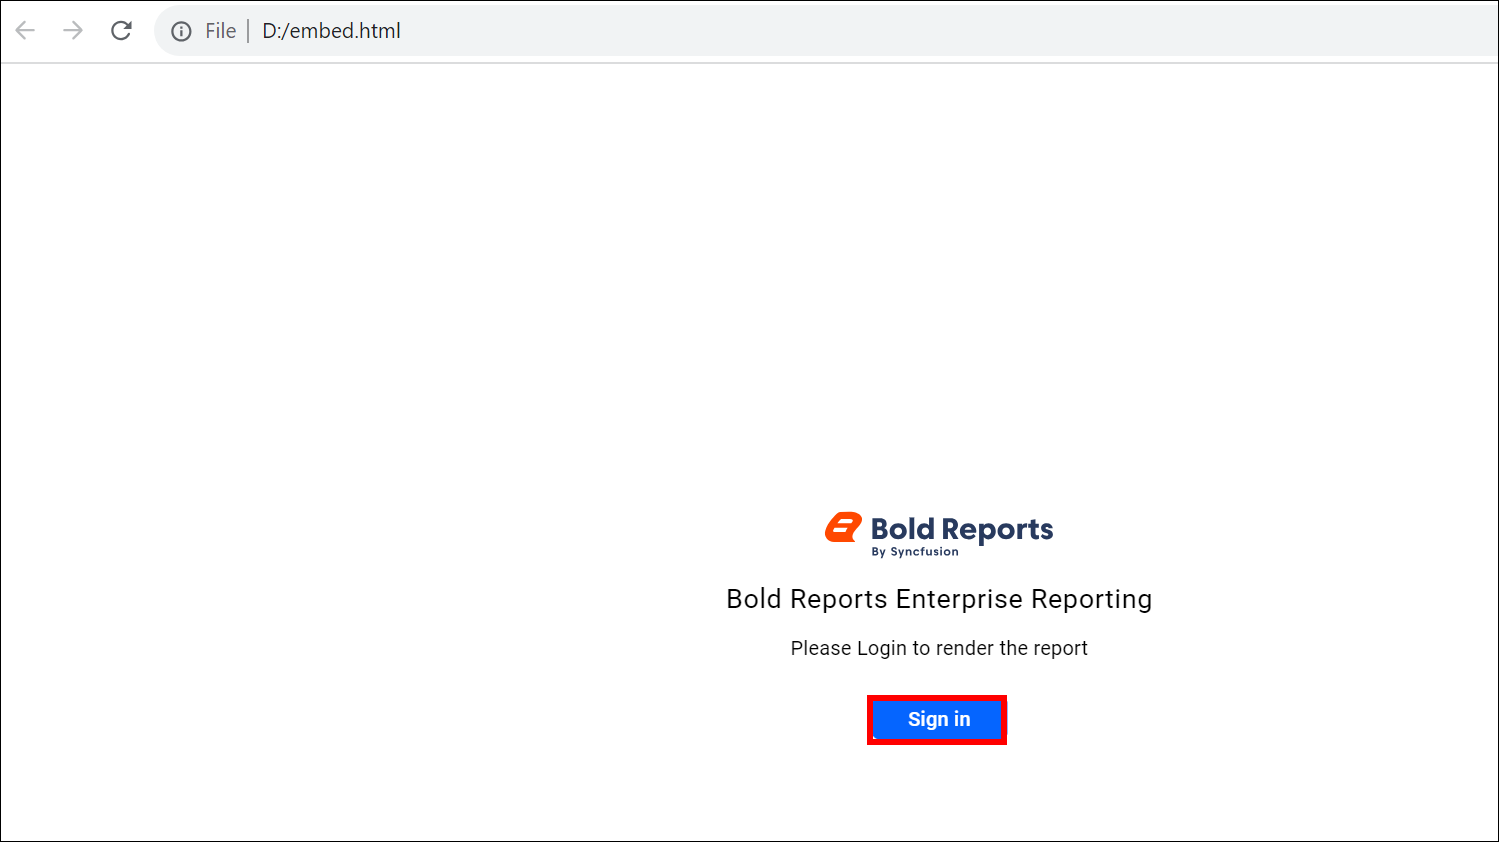 File | D:/embed.html
Bold Reports
By Syncfusion
Bold Reports Enterprise Reporting
Please Login to render the report
Sign in